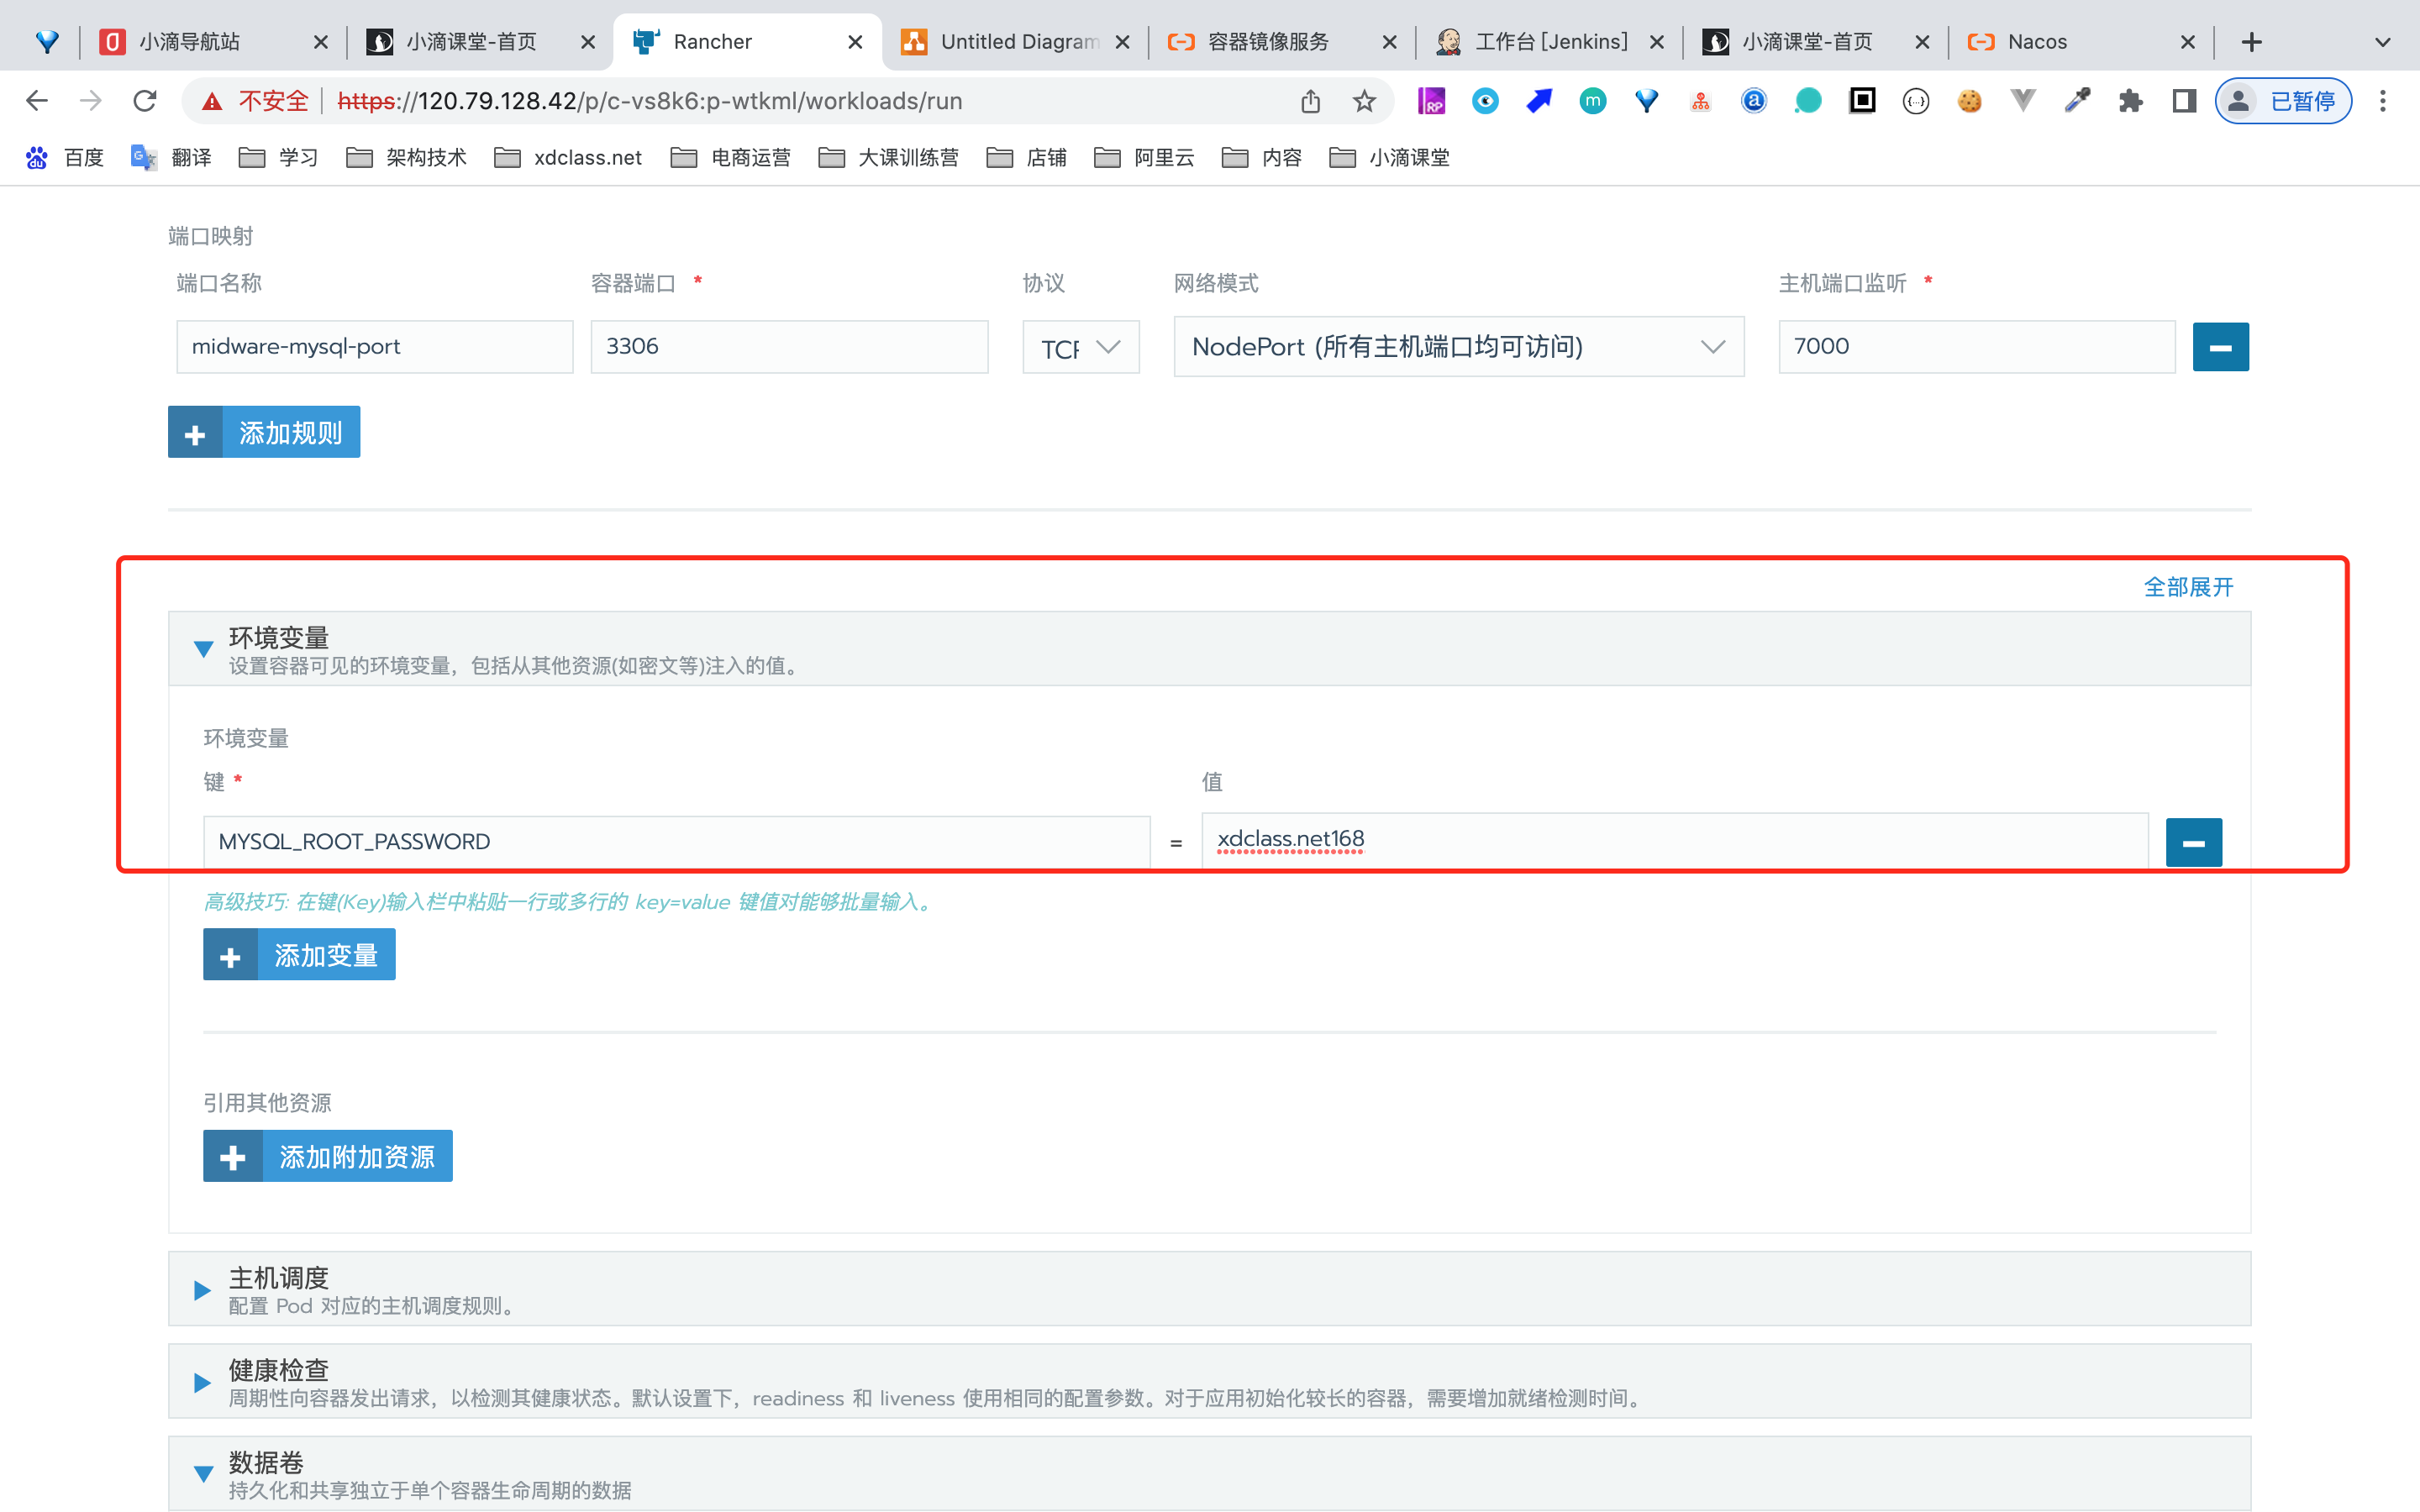 小滴导航站
小滴课堂-首页
Rancher
Untitled Diagram
容器镜像服务
工作台 [Jenkins]
小滴课堂-首页
Nacos
不安全
https://120.79.128.42/p/c-vs8k6:p-wtkml/workloads/run
已暂停
百度
翻译
学习
架构技术
xdclass.net
电商运营
大课训练营
店铺
阿里云
内容
小滴课堂
端口映射
端口名称
容器端口 *
协议
网络模式
主机端口监听 *
midware-mysql-port
3306
TCP
NodePort (所有主机端口均可访问)
7000
添加规则
全部展开
环境变量
设置容器可见的环境变量，包括从其他资源(如密文等)注入的值。
环境变量
键 *
值
MYSQL_ROOT_PASSWORD
=
xdclass.net168
高级技巧: 在键(Key)输入栏中粘贴一行或多行的 key=value 键值对能够批量输入。
添加变量
引用其他资源
添加附加资源
主机调度
配置 Pod 对应的主机调度规则。
健康检查
周期性向容器发出请求，以检测其健康状态。默认设置下，readiness 和 liveness 使用相同的配置参数。对于应用初始化较长的容器，需要增加就绪检测时间。
数据卷
持久化和共享独立于单个容器生命周期的数据